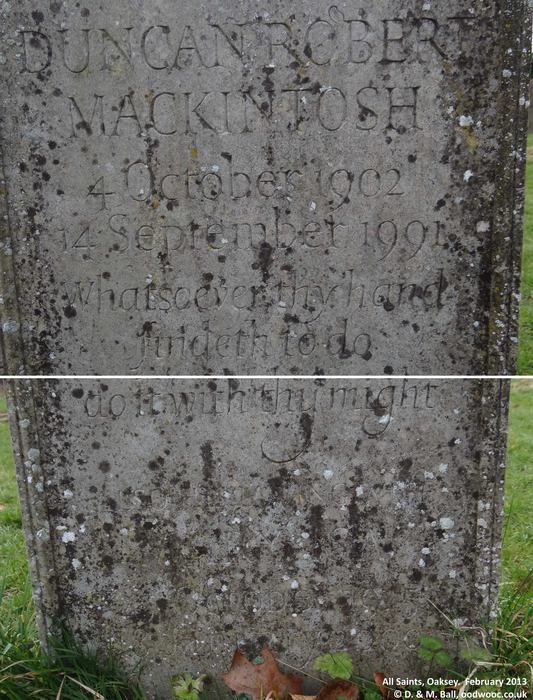 DUNCAN ROBERT
MACKINTOSH
4 October 1902
14 September 1991
Whatsoever thy hand
findeth to do
do it with thy might
All Saints, Oaksey, February 2013
© D. & M. Ball, oodwooc.co.uk